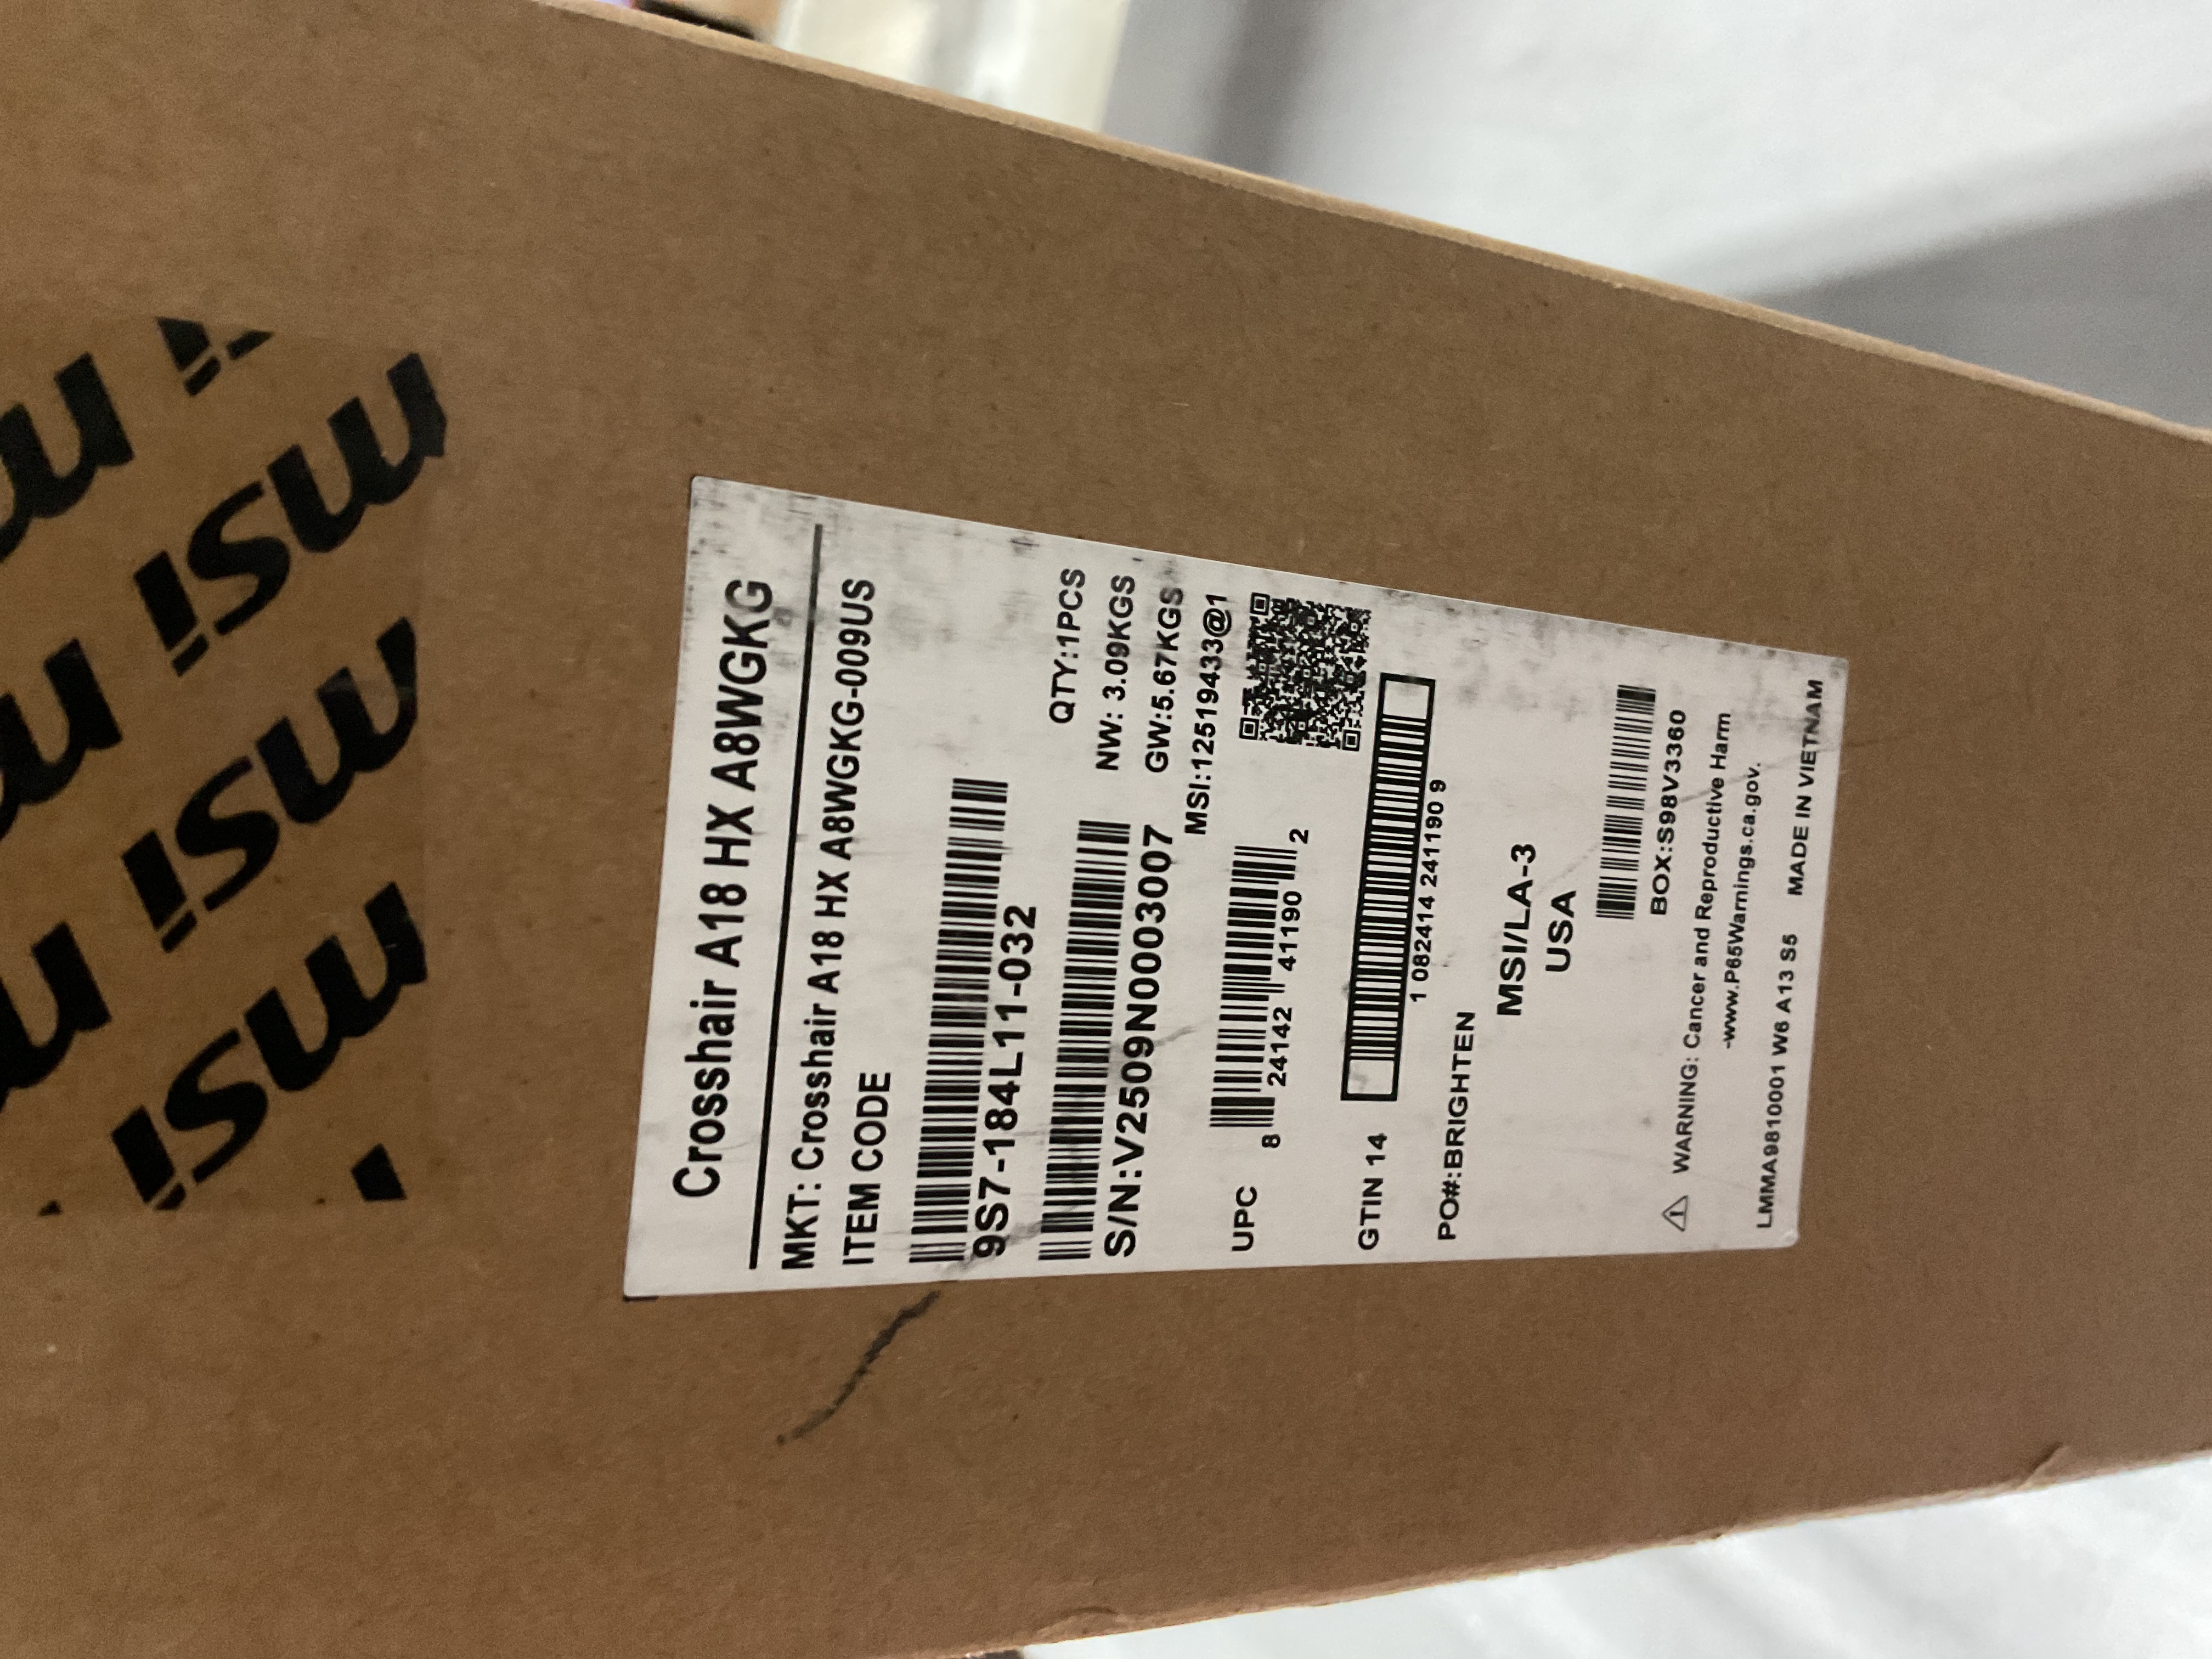 Crosshair A18 HX A8WGKG
MKT: Crosshair A18 HX A8WGKG-009US
ITEM CODE
9S7-184L11-032
QTY:1PCS
S/N:V2509N0003007
NW: 3.09KGS
GW:5.67KGS
MSI:12519433@1
UPC
8 24142 41190 2
GTIN 14
1 082414 241190 9
PO#:BRIGHTEN
MSI/LA-3
USA
BOX:S98V3360
⚠ WARNING: Cancer and Reproductive Harm
-www.P65Warnings.ca.gov.
LMMA9810001 W6 A13 S5 MADE IN VIETNAM
msi
msi
msi